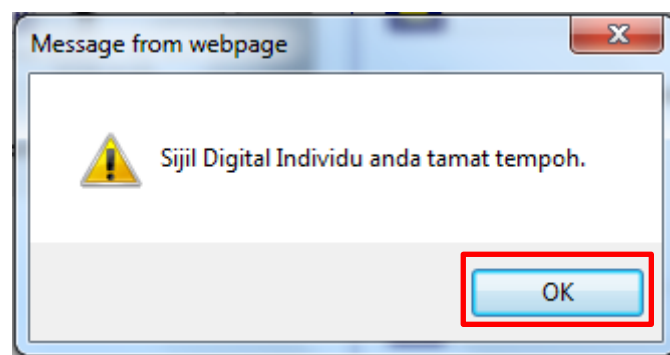 Message from webpage
Sijil Digital Individu anda tamat tempoh.
OK